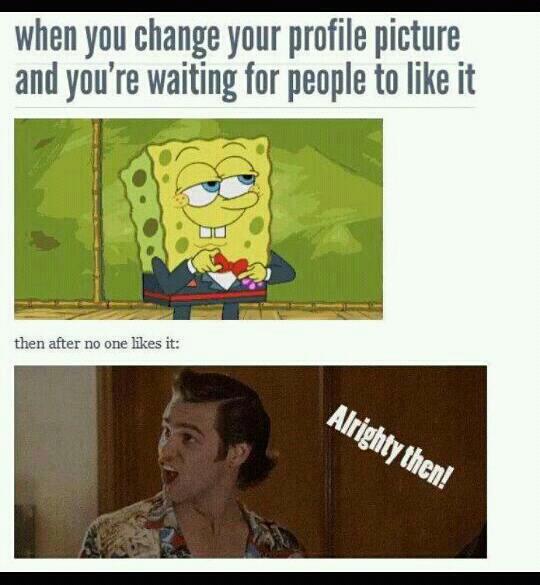 when you change your profile picture
and you're waiting for people to like it
then after no one likes it:
Alrighty then!